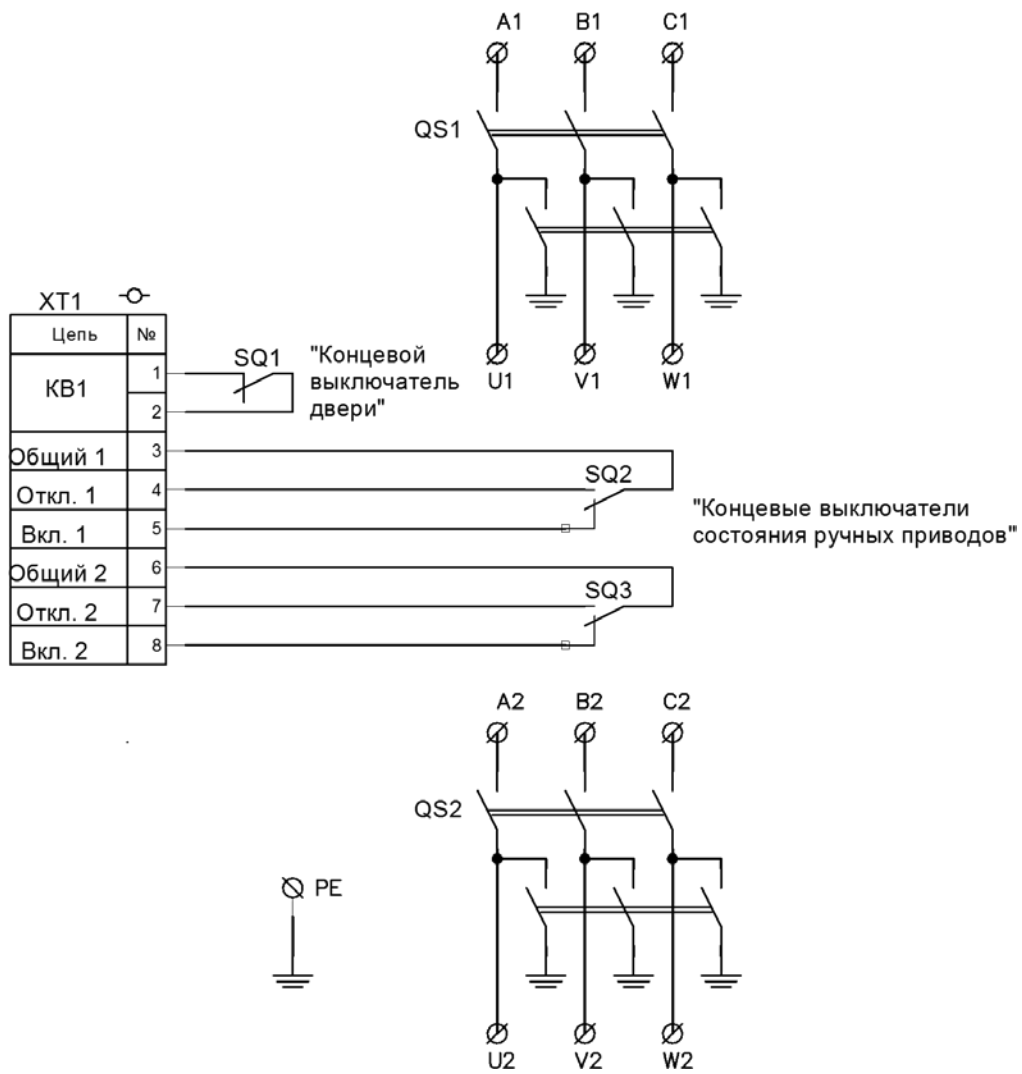 A1 B1 C1
QS1
U1 V1 W1
XT1
Цепь №
КВ1 1
2
Общий 1 3
Откл. 1 4
Вкл. 1 5
Общий 2 6
Откл. 2 7
Вкл. 2 8
SQ1
"Концевой
выключатель
двери"
SQ2
SQ3
"Концевые выключатели
состояния ручных приводов"
A2 B2 C2
QS2
PE
U2 V2 W2